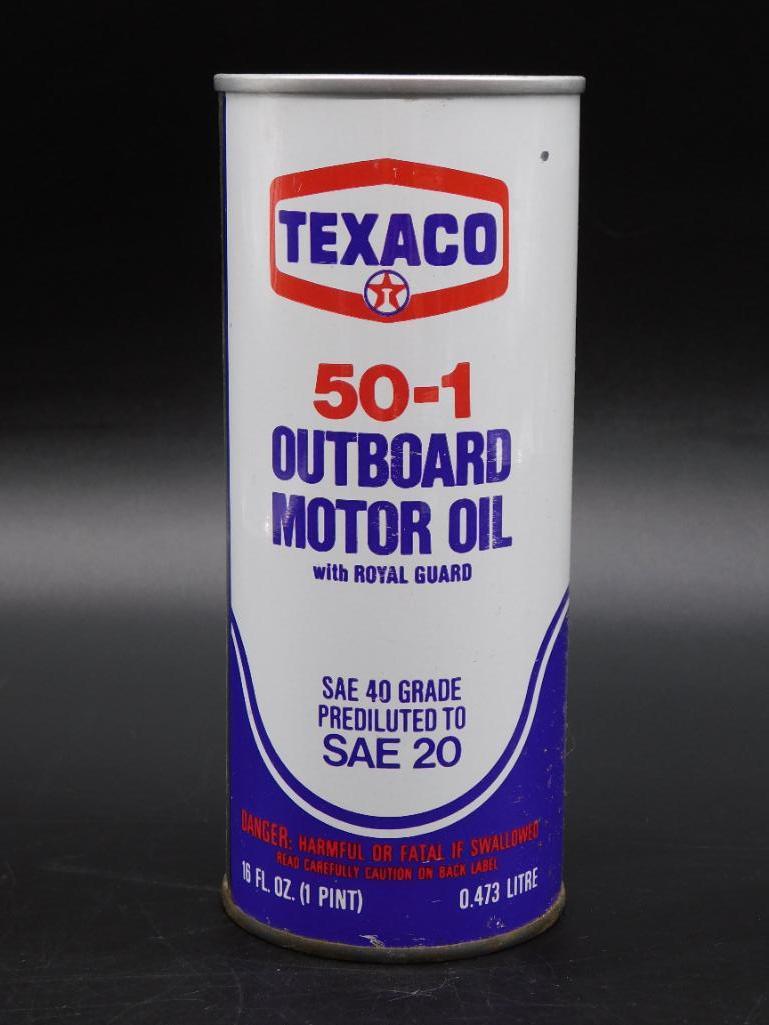 TEXACO
T
50-1
OUTBOARD
MOTOR OIL
with ROYAL GUARD
SAE 40 GRADE
PREDILUTED TO
SAE 20
DANGER: HARMFUL OR FATAL IF SWALLOWED
READ CAREFULLY CAUTION ON BACK LABEL
16 FL. OZ. (1 PINT) 0.473 LITRE